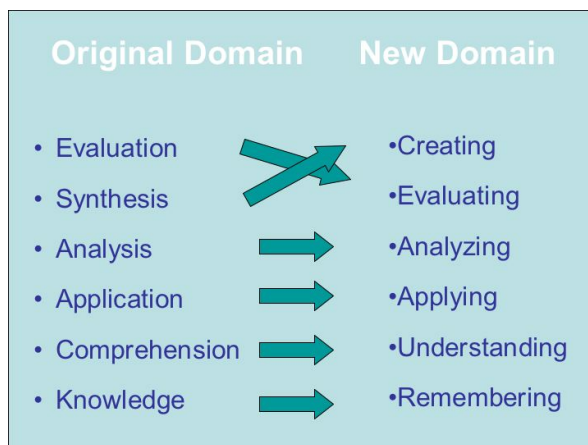 Original Domain New Domain
• Evaluation •Creating
• Synthesis •Evaluating
• Analysis •Analyzing
• Application •Applying
• Comprehension •Understanding
• Knowledge •Remembering